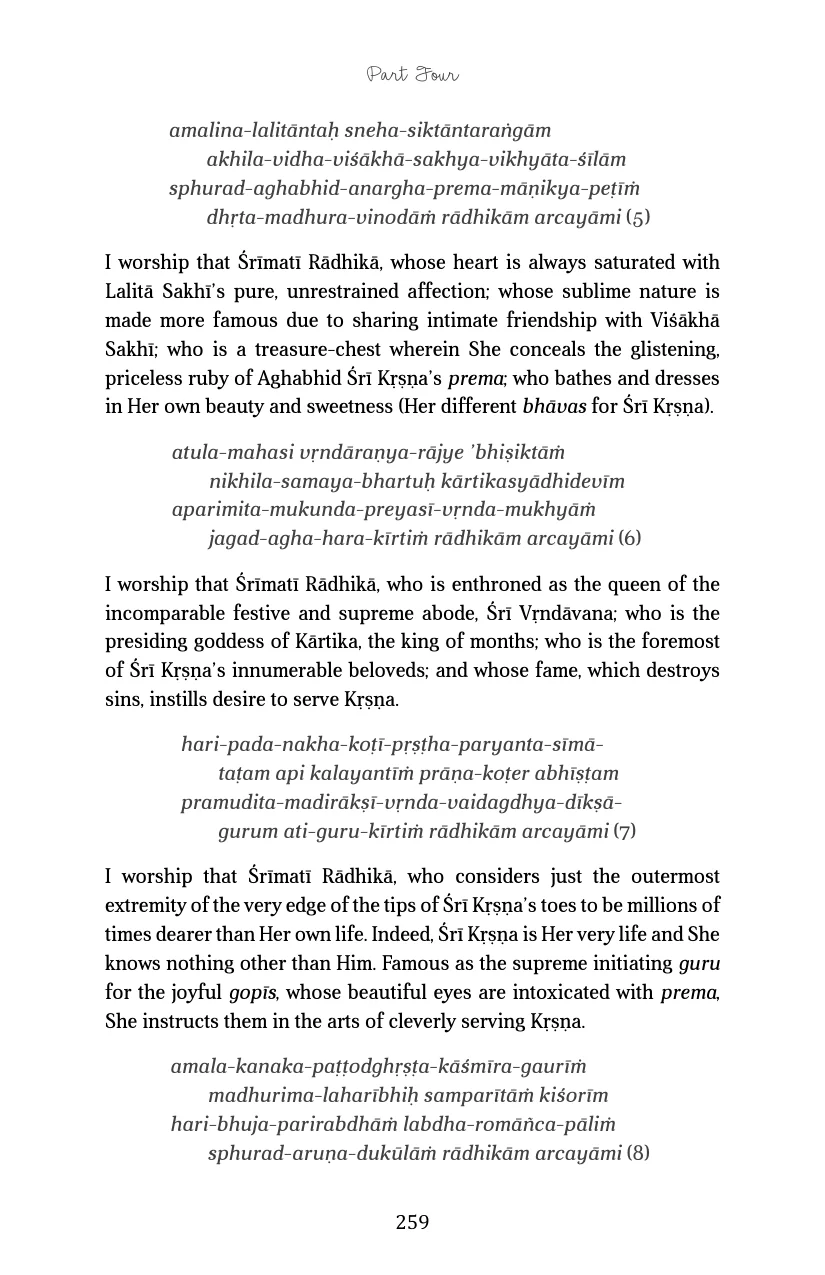 Part Four
amalina-lalitāntaḥ sneha-siktāntaraṅgām
akhila-vidha-viśākhā-sakhya-vikhyāta-śīlām
sphurad-aghabhid-anargha-prema-māṇikya-peṭīṁ
dhṛta-madhura-vinodāṁ rādhikām arcayāmi (5)
I worship that Śrīmatī Rādhikā, whose heart is always saturated with
Lalitā Sakhī’s pure, unrestrained affection; whose sublime nature is
made more famous due to sharing intimate friendship with Viśākhā
Sakhī; who is a treasure-chest wherein She conceals the glistening,
priceless ruby of Aghabhid Śrī Kṛṣṇa’s prema; who bathes and dresses
in Her own beauty and sweetness (Her different bhāvas for Śrī Kṛṣṇa).
atula-mahasi vṛndāraṇya-rājye ’bhiṣiktāṁ
nikhila-samaya-bhartuḥ kārtikasyādhidevīm
aparimita-mukunda-preyasī-vṛnda-mukhyāṁ
jagad-agha-hara-kīrtiṁ rādhikām arcayāmi (6)
I worship that Śrīmatī Rādhikā, who is enthroned as the queen of the
incomparable festive and supreme abode, Śrī Vṛndāvana; who is the
presiding goddess of Kārtika, the king of months; who is the foremost
of Śrī Kṛṣṇa’s innumerable beloveds; and whose fame, which destroys
sins, instills desire to serve Kṛṣṇa.
hari-pada-nakha-koṭī-pṛṣṭha-paryanta-sīmā-
taṭam api kalayantīṁ prāṇa-koṭer abhīṣṭam
pramudita-madirākṣī-vṛnda-vaidagdhya-dīkṣā-
gurum ati-guru-kīrtiṁ rādhikām arcayāmi (7)
I worship that Śrīmatī Rādhikā, who considers just the outermost
extremity of the very edge of the tips of Śrī Kṛṣṇa’s toes to be millions of
times dearer than Her own life. Indeed, Śrī Kṛṣṇa is Her very life and She
knows nothing other than Him. Famous as the supreme initiating guru
for the joyful gopīs, whose beautiful eyes are intoxicated with prema,
She instructs them in the arts of cleverly serving Kṛṣṇa.
amala-kanaka-paṭṭodghṛṣṭa-kāśmīra-gaurīṁ
madhurima-laharībhiḥ samparītāṁ kiśorīm
hari-bhuja-parirabdhāṁ labdha-romāñca-pāliṁ
sphurad-aruṇa-dukūlāṁ rādhikām arcayāmi (8)
259